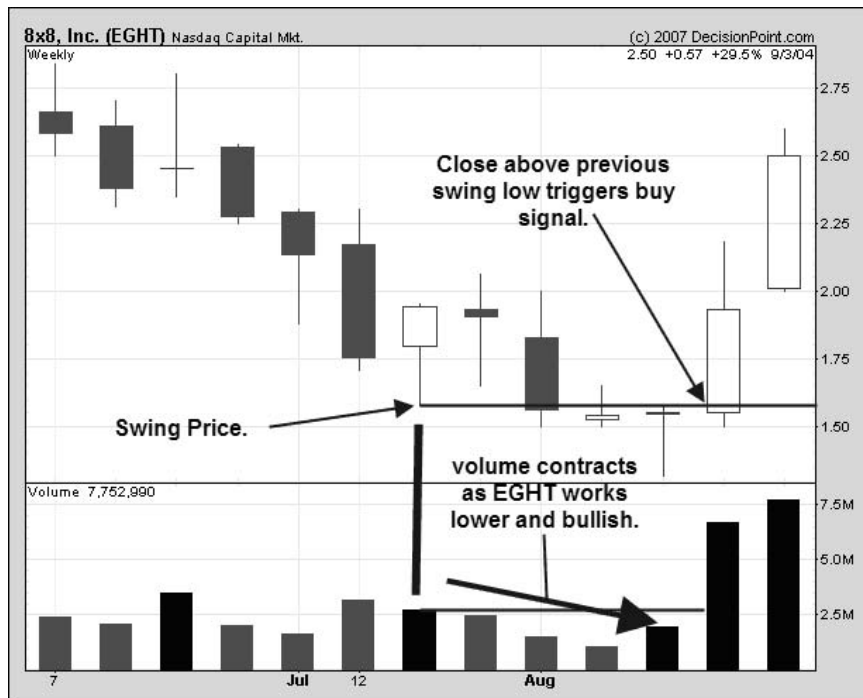 8x8, Inc. (EGHT) Nasdaq Capital Mkt. (c) 2007 DecisionPoint.com
Weekly 2.50 +0.57 +29.5% 9/3/04
2.75
Close above previous
swing low triggers buy
signal.
2.50
2.25
2.00
1.75
Swing Price.
1.50
volume contracts
as EGHT works
lower and bullish.
Volume 7,752,990
7.5M
5.0M
2.5M
7 Jul 12 Aug